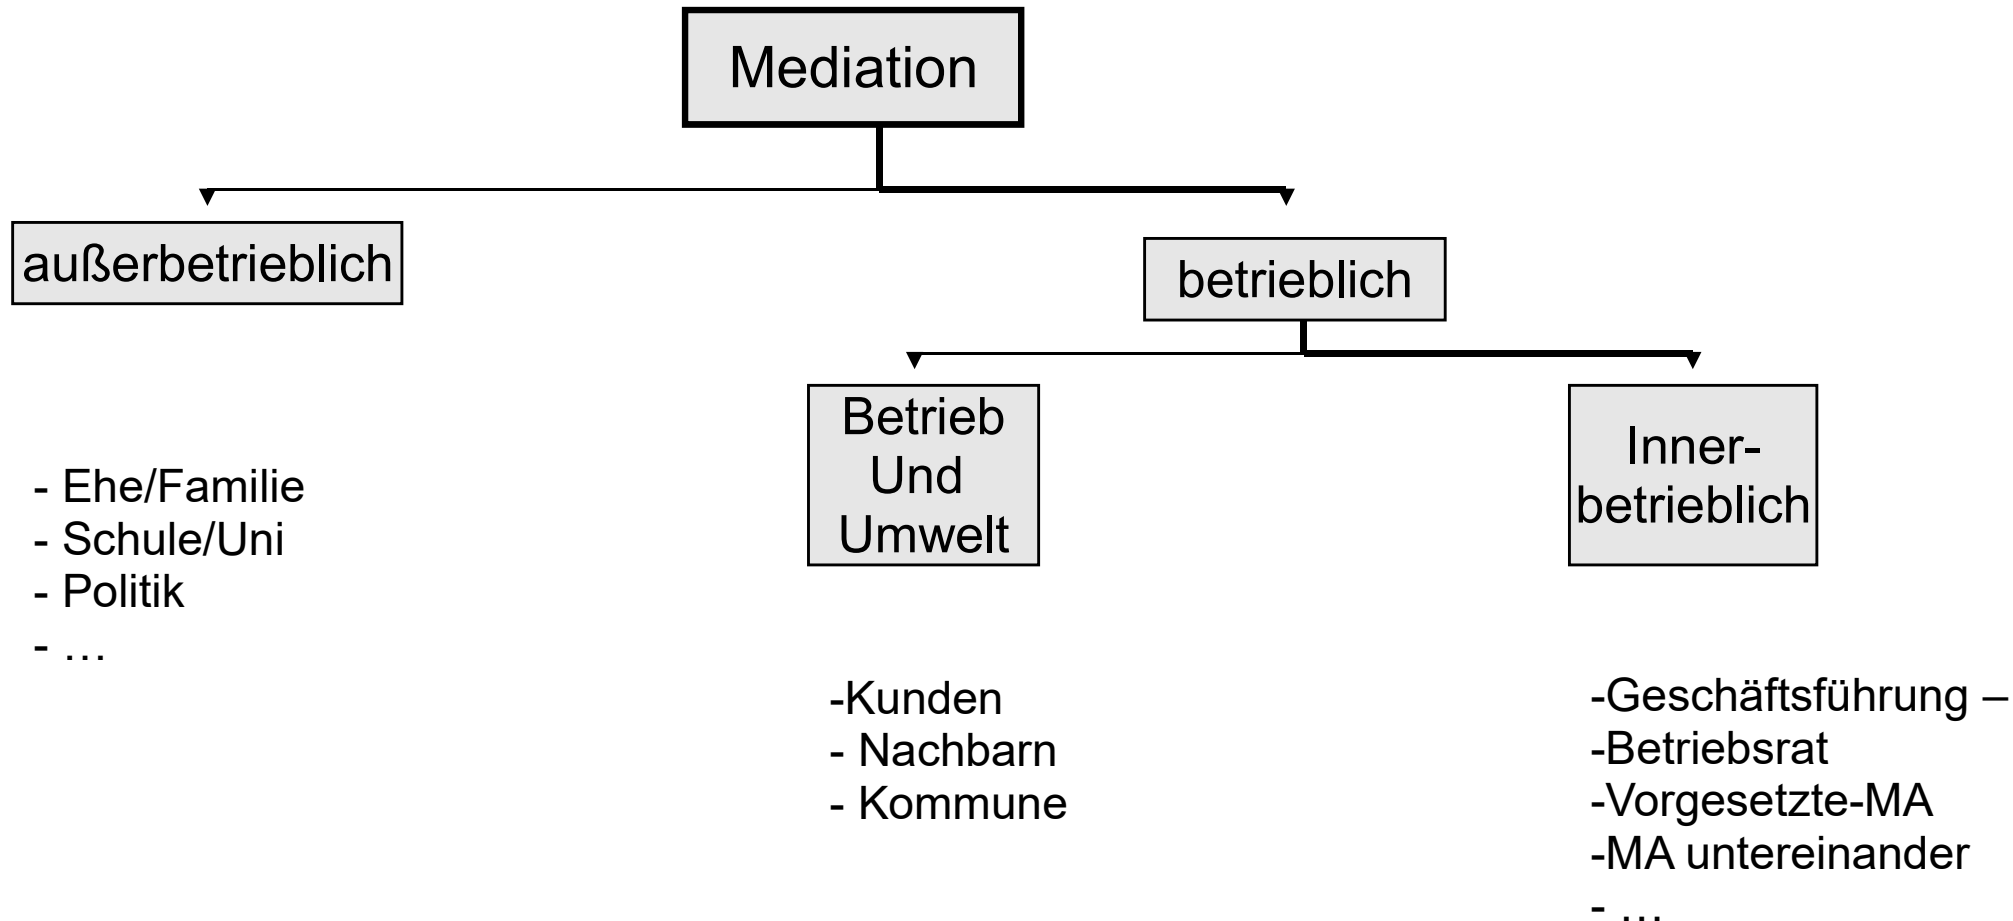 Mediation
außerbetrieblich
- Ehe/Familie
- Schule/Uni
- Politik
- …
betrieblich
Betrieb
Und
Umwelt
-Kunden
- Nachbarn
- Kommune
Inner-
betrieblich
-Geschäftsführung –
-Betriebsrat
-Vorgesetzte-MA
-MA untereinander
- …